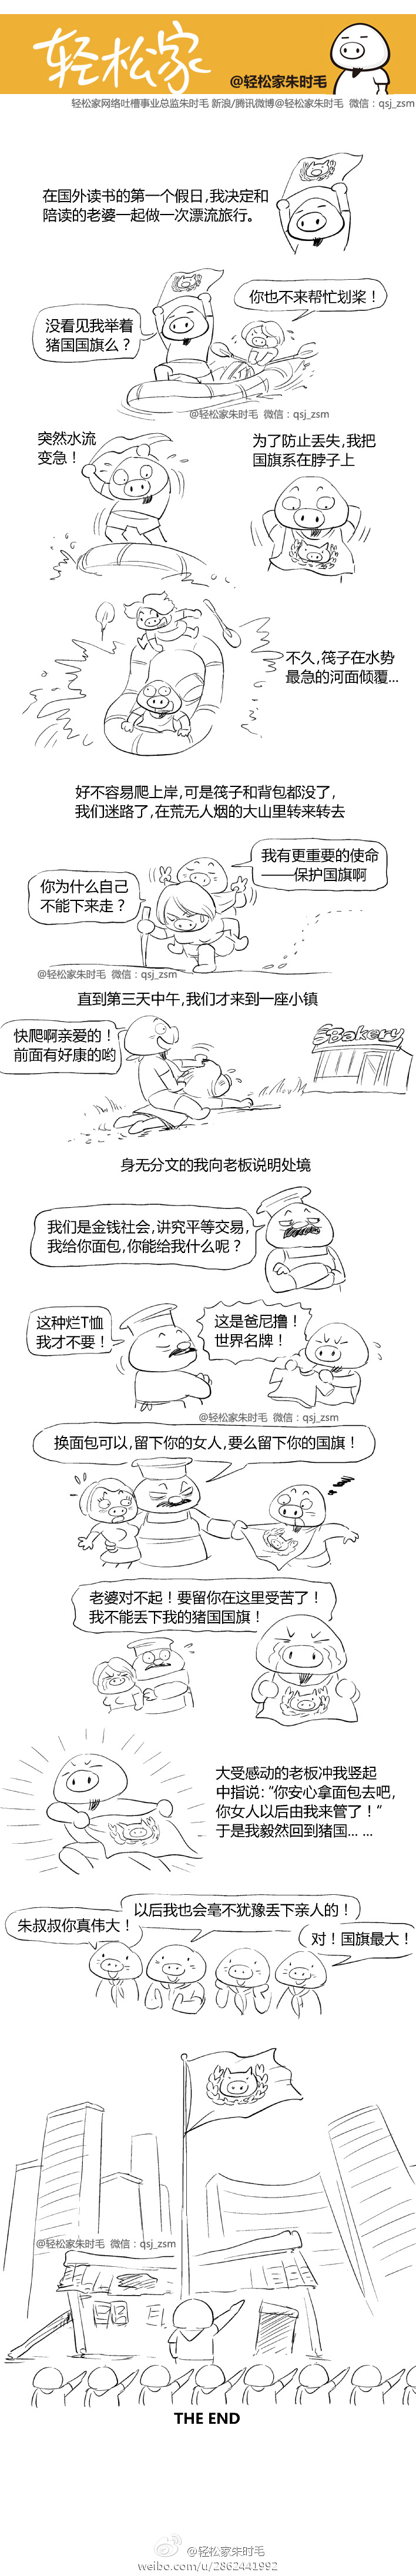 轻松家
@轻松家朱时毛
轻松家网络吐槽事业总监朱时毛 新浪/腾讯微博@轻松家朱时毛 微信：qsj_zsm
在国外读书的第一个假日，我决定和
陪读的老婆一起做一次漂流旅行。
你也不来帮忙划桨！
没看见我举着
猪国国旗么？
@轻松家朱时毛 微信：qsj_zsm
突然水流
变急！
为了防止丢失，我把
国旗系在脖子上
不久，筏子在水势
最急的河面倾覆...
好不容易爬上岸，可是筏子和背包都没了，
我们迷路了，在荒无人烟的大山里转来转去
我有更重要的使命
——保护国旗啊
你为什么自己
不能下来走？
@轻松家朱时毛 微信：qsj_zsm
直到第三天中午，我们才来到一座小镇
快爬啊亲爱的！
前面有好康的哟
Bakery
身无分文的我向老板说明处境
我们是金钱社会，讲究平等交易，
我给你面包，你能给我什么呢？
这种烂T恤
我才不要！
这是爸尼撸！
世界名牌！
@轻松家朱时毛 微信：qsj_zsm
换面包可以，留下你的女人，要么留下你的国旗！
老婆对不起！要留你在这里受苦了！
我不能丢下我的猪国国旗！
大受感动的老板冲我竖起
中指说：“你安心拿面包去吧，
你女人以后由我来管了！”
于是我毅然回到猪国... ...
以后我也会毫不犹豫丢下亲人的！
朱叔叔你真伟大！
对！国旗最大！
@轻松家朱时毛 微信：qsj_zsm
THE END
@轻松家朱时毛
weibo.com/u/2862441992